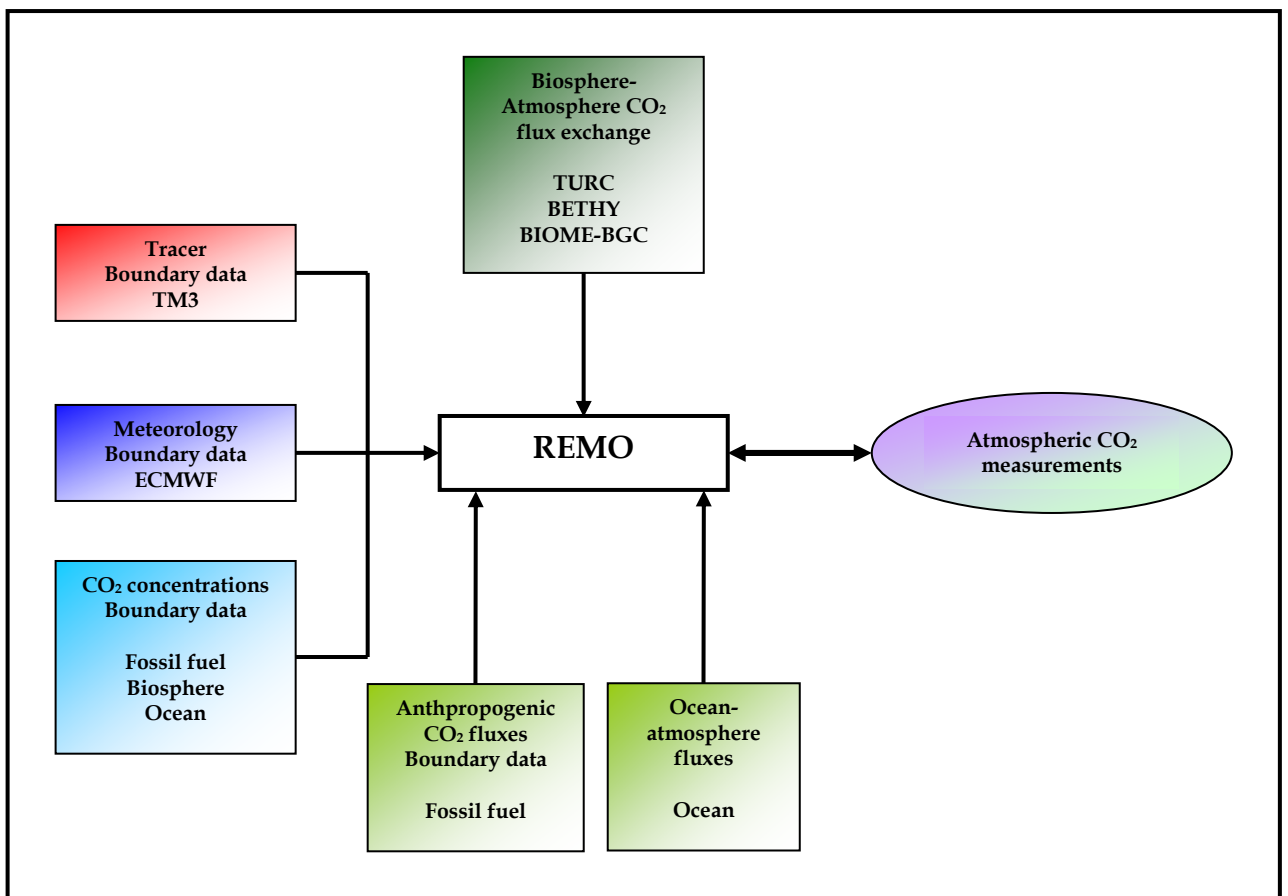 Biosphere-
Atmosphere CO₂
flux exchange
TURC
BETHY
BIOME-BGC
Tracer
Boundary data
TM3
Meteorology
Boundary data
ECMWF
REMO
Atmospheric CO₂
measurements
CO₂ concentrations
Boundary data
Fossil fuel
Biosphere
Ocean
Anthpropogenic
CO₂ fluxes
Boundary data
Fossil fuel
Ocean-
atmosphere
fluxes
Ocean